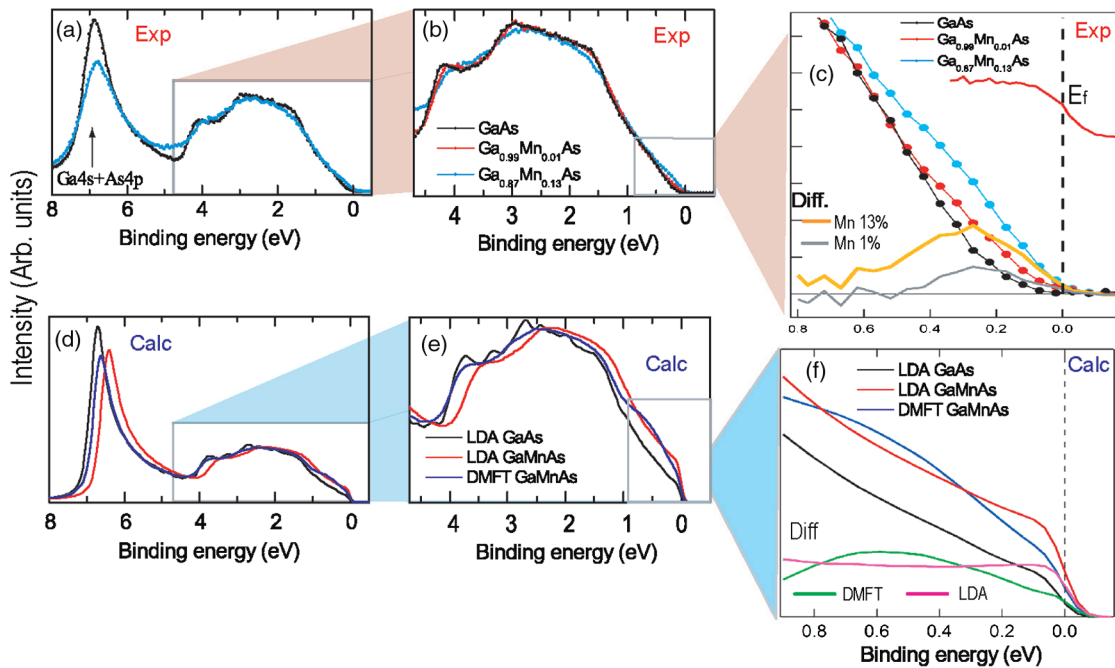 Intensity (Arb. units)
(a)
Exp
Ga4s+As4p
8 6 4 2 0
Binding energy (eV)
(b)
Exp
GaAs
Ga0.99Mn0.01As
Ga0.87Mn0.13As
4 3 2 1 0
Binding energy (eV)
(c)
GaAs
Ga0.99Mn0.01As
Ga0.87Mn0.13As
Exp
Ef
Diff.
Mn 13%
Mn 1%
0.8 0.6 0.4 0.2 0.0
Binding energy (eV)
(d)
Calc
8 6 4 2 0
Binding energy (eV)
(e)
Calc
LDA GaAs
LDA GaMnAs
DMFT GaMnAs
4 3 2 1 0
Binding energy (eV)
(f)
LDA GaAs
LDA GaMnAs
DMFT GaMnAs
Calc
Diff
DMFT
LDA
0.8 0.6 0.4 0.2 0.0
Binding energy (eV)